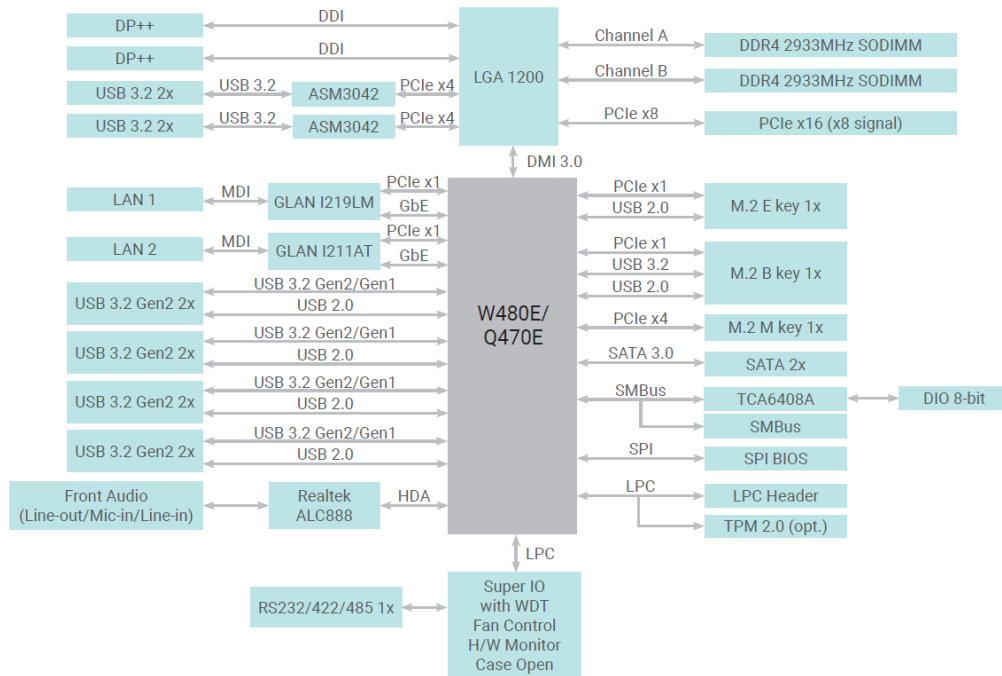 DP++
DDI
DP++
DDI
USB 3.2 2x
USB 3.2
ASM3042
PCIe x4
USB 3.2 2x
USB 3.2
ASM3042
PCIe x4
LGA 1200
Channel A
DDR4 2933MHz SODIMM
Channel B
DDR4 2933MHz SODIMM
PCIe x8
PCIe x16 (x8 signal)
DMI 3.0
LAN 1
MDI
GLAN I219LM
PCIe x1
GbE
LAN 2
MDI
GLAN I211AT
PCIe x1
GbE
USB 3.2 Gen2 2x
USB 3.2 Gen2/Gen1
USB 2.0
USB 3.2 Gen2 2x
USB 3.2 Gen2/Gen1
USB 2.0
USB 3.2 Gen2 2x
USB 3.2 Gen2/Gen1
USB 2.0
USB 3.2 Gen2 2x
USB 3.2 Gen2/Gen1
USB 2.0
Front Audio
(Line-out/Mic-in/Line-in)
Realtek
ALC888
HDA
W480E/
Q470E
PCIe x1
USB 2.0
M.2 E key 1x
PCIe x1
USB 3.2
USB 2.0
M.2 B key 1x
PCIe x4
M.2 M key 1x
SATA 3.0
SATA 2x
SMBus
TCA6408A
DIO 8-bit
SMBus
SPI
SPI BIOS
LPC
LPC Header
TPM 2.0 (opt.)
LPC
RS232/422/485 1x
Super IO
with WDT
Fan Control
H/W Monitor
Case Open